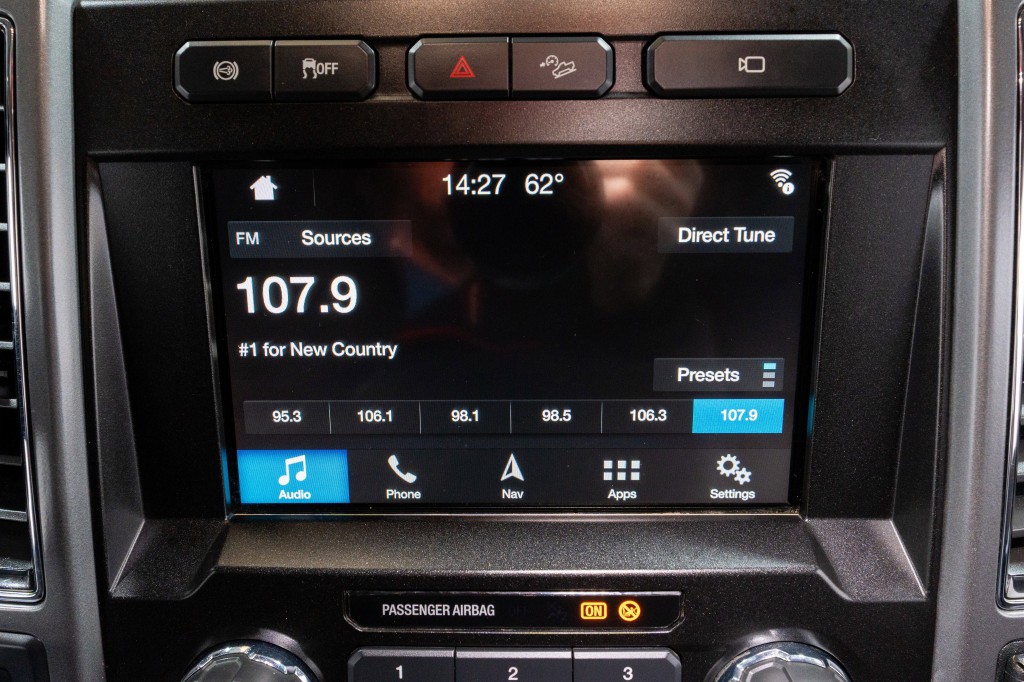 OFF
14:27 62°
FM Sources Direct Tune
107.9
#1 for New Country
Presets
95.3 106.1 98.1 98.5 106.3 107.9
Audio Phone Nav Apps Settings
PASSENGER AIRBAG ON
1 2 3